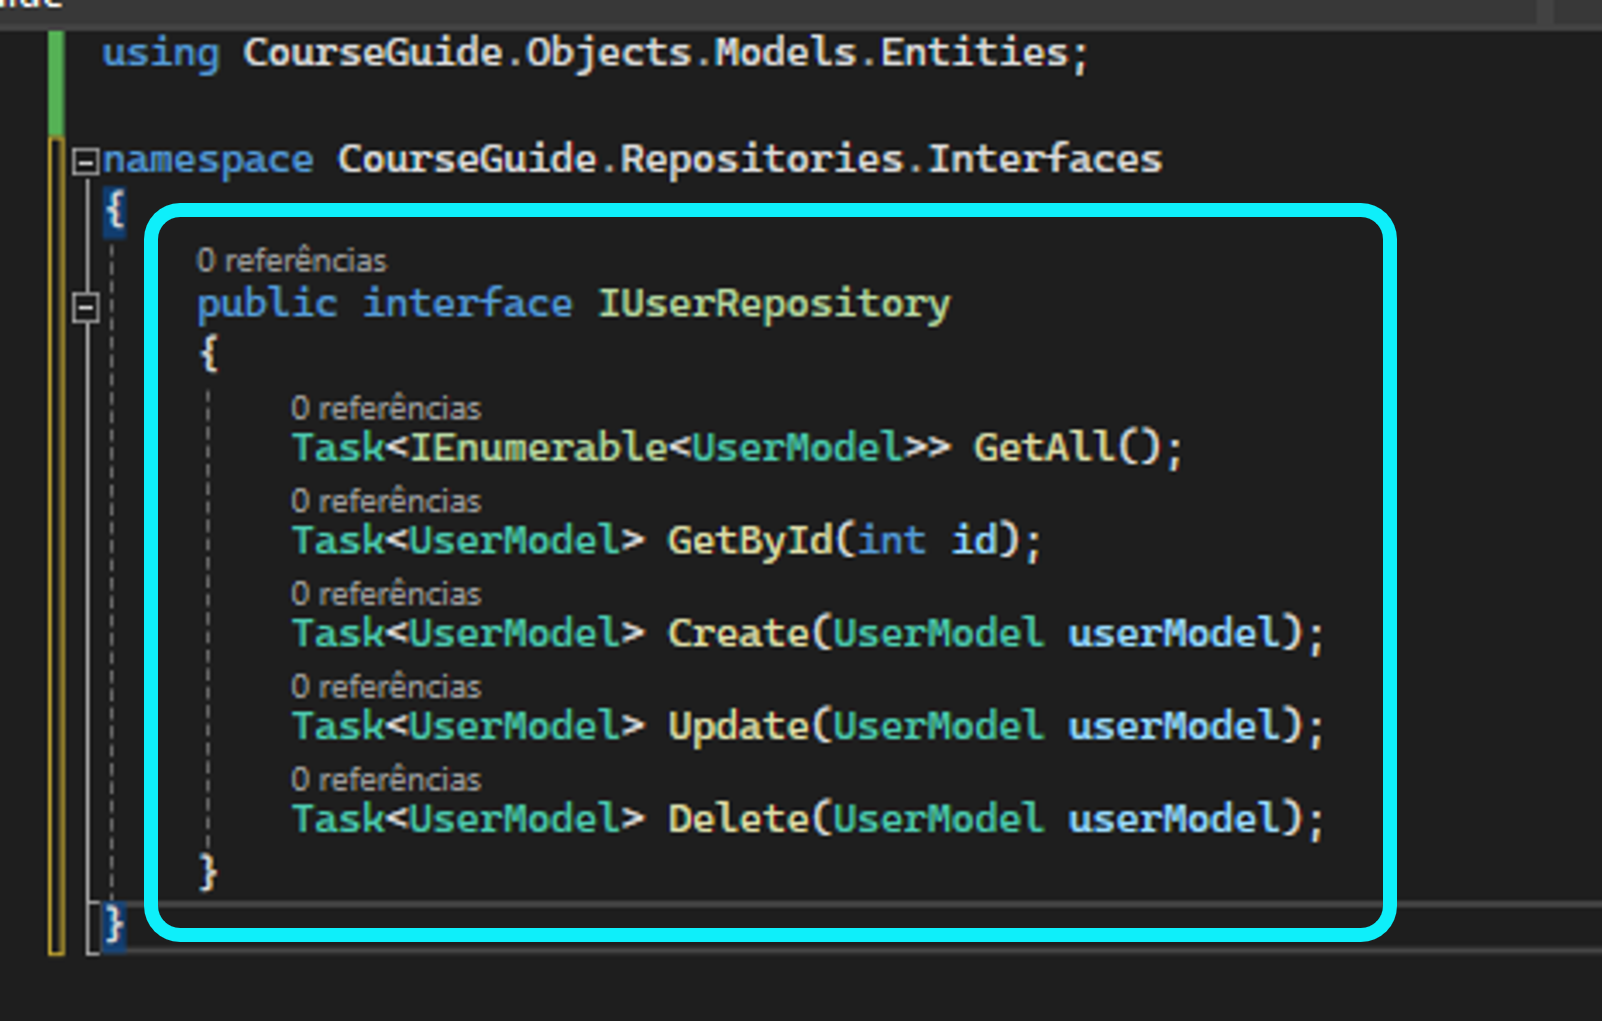 using CourseGuide.Objects.Models.Entities;
namespace CourseGuide.Repositories.Interfaces
{
0 referências
public interface IUserRepository
{
0 referências
Task<IEnumerable<UserModel>> GetAll();
0 referências
Task<UserModel> GetById(int id);
0 referências
Task<UserModel> Create(UserModel userModel);
0 referências
Task<UserModel> Update(UserModel userModel);
0 referências
Task<UserModel> Delete(UserModel userModel);
}
}